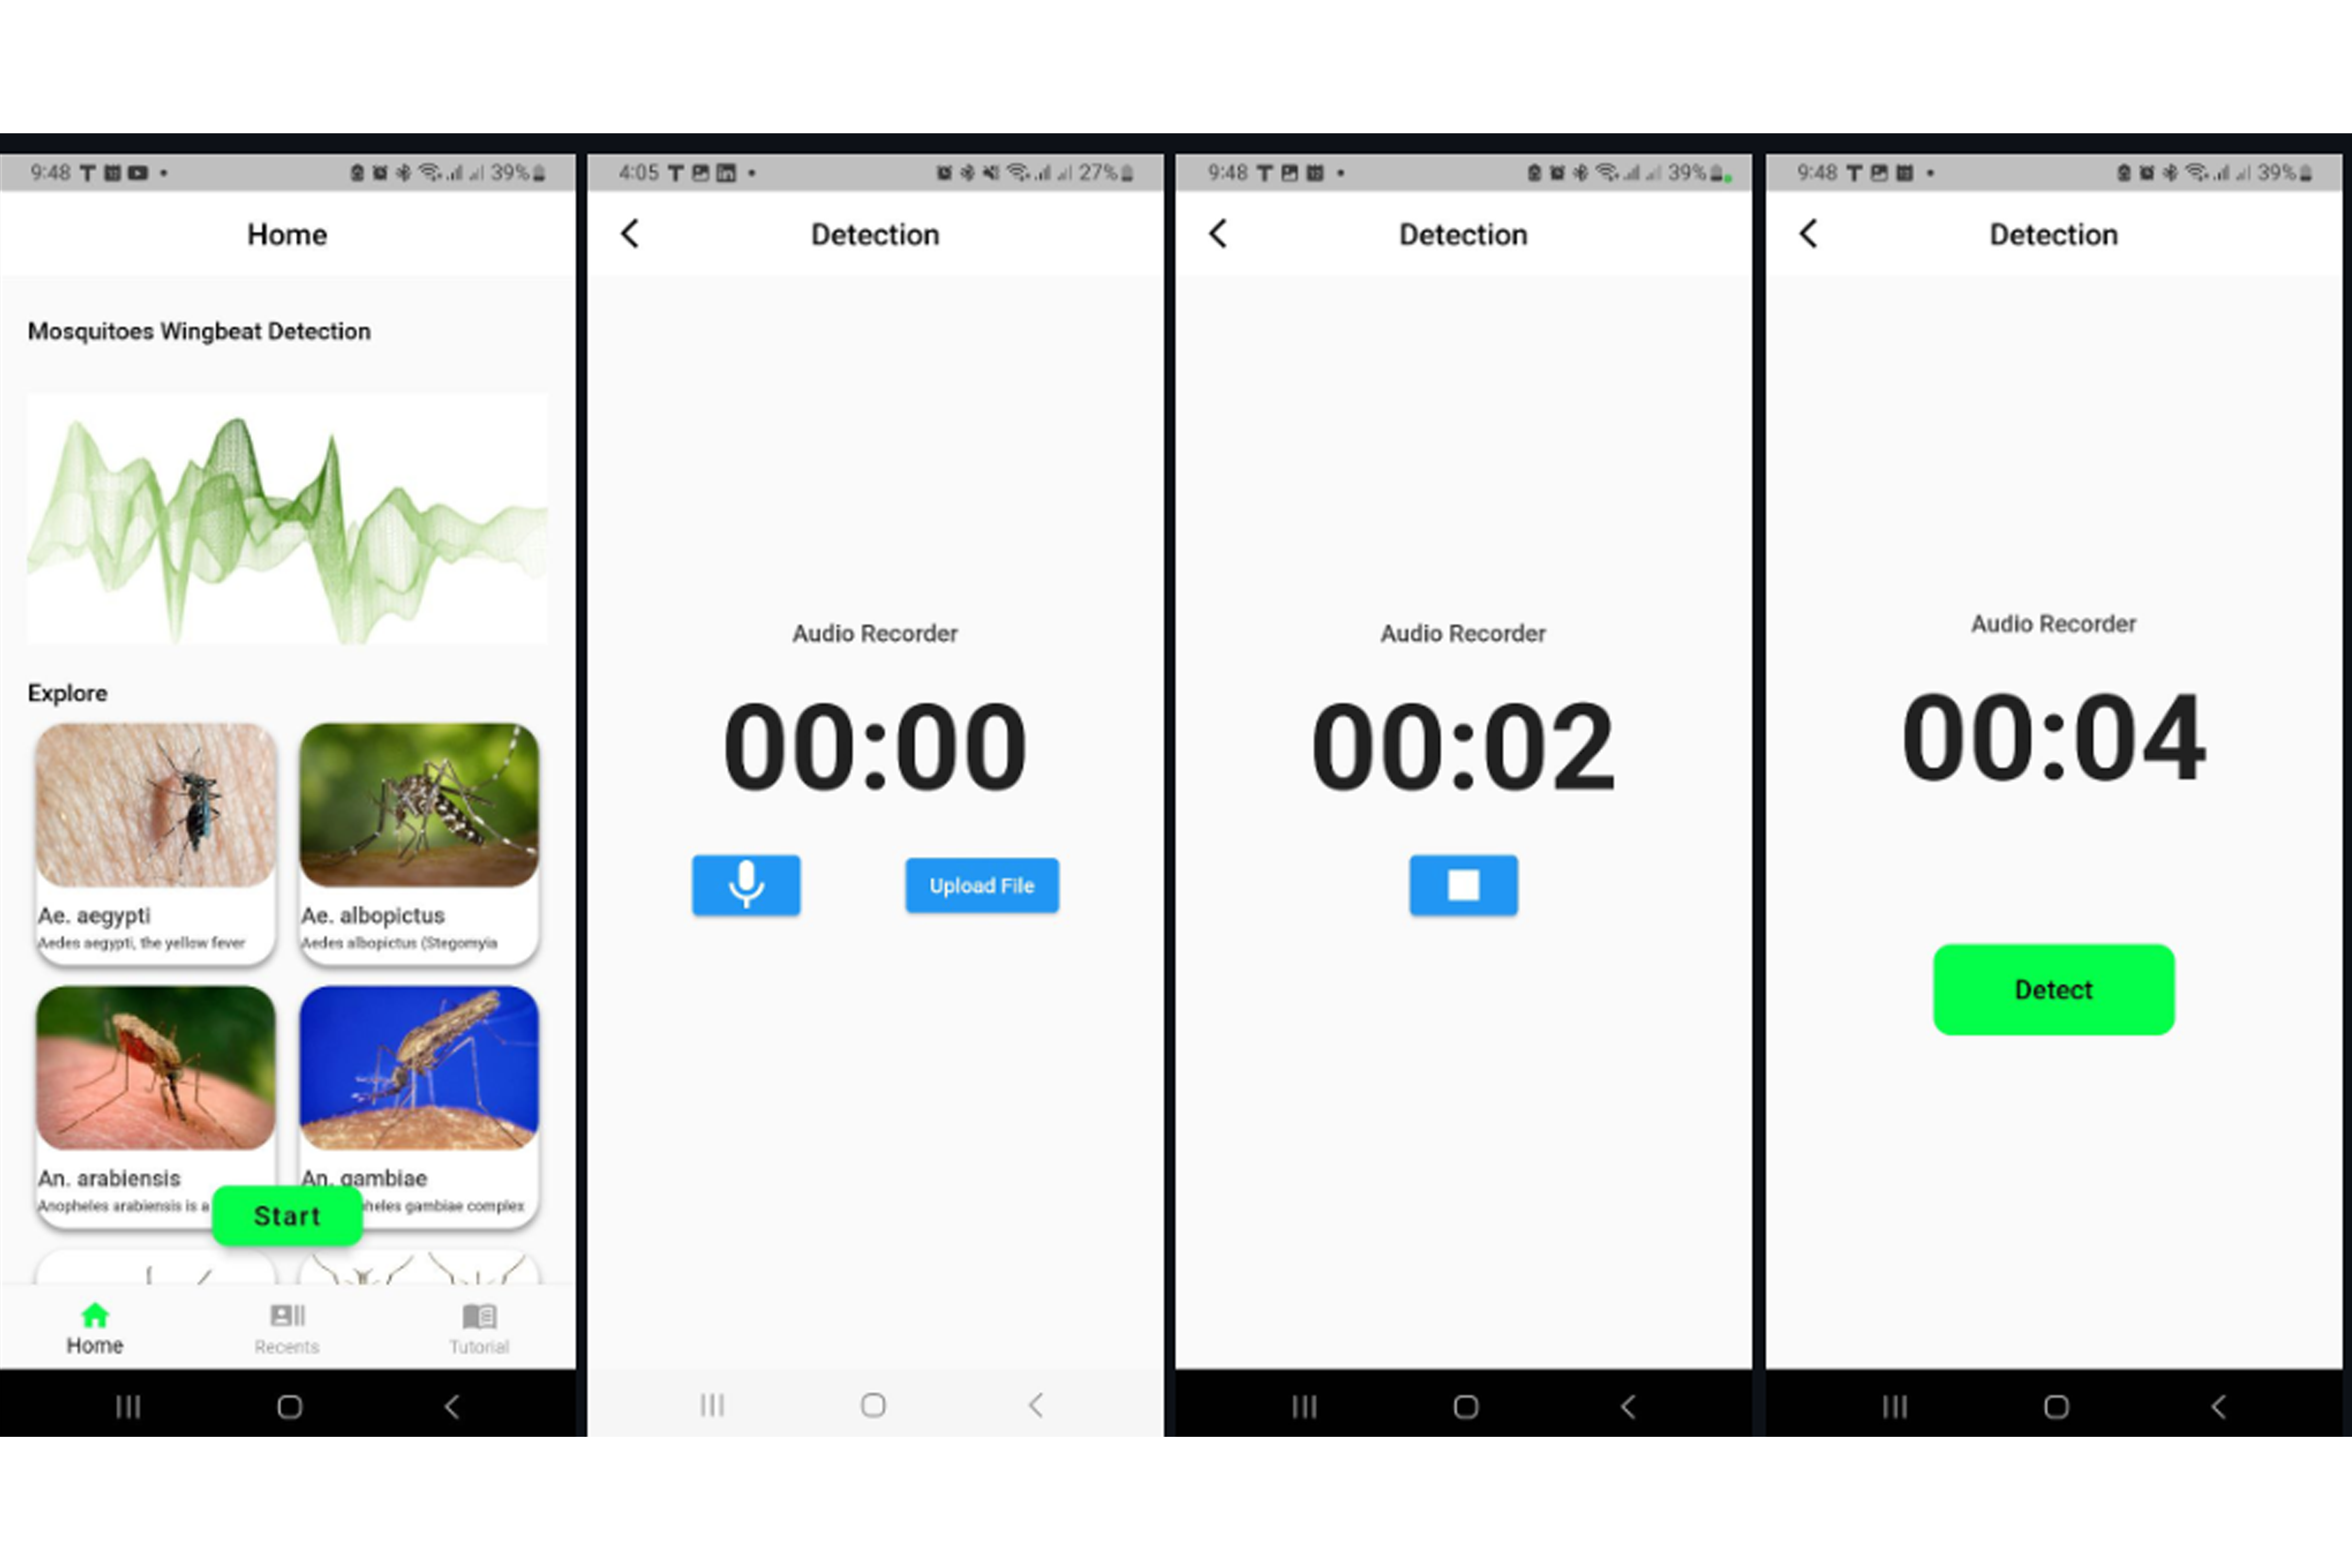 9:48
39%
Home
Mosquitoes Wingbeat Detection
Explore
Ae. aegypti
Aedes aegypti, the yellow fever
Ae. albopictus
Aedes albopictus (Stegomyia
An. arabiensis
Anopheles arabiensis is a
An. gambiae
heles gambiae complex
Start
Home
Recents
Tutorial
4:05
27%
Detection
Audio Recorder
00:00
Upload File
9:48
39%
Detection
Audio Recorder
00:02
9:48
39%
Detection
Audio Recorder
00:04
Detect